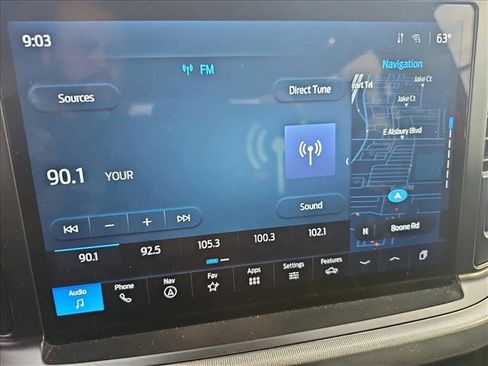 9:03
63°
FM
Navigation
Sources
Direct Tune
Jake Ct
Jake Ct
E Alsbury Blvd
90.1 YOUR
Sound
N
Boone Rd
90.1
92.5
105.3
100.3
102.1
Audio
Phone
Nav
Fav
Apps
Settings
Features